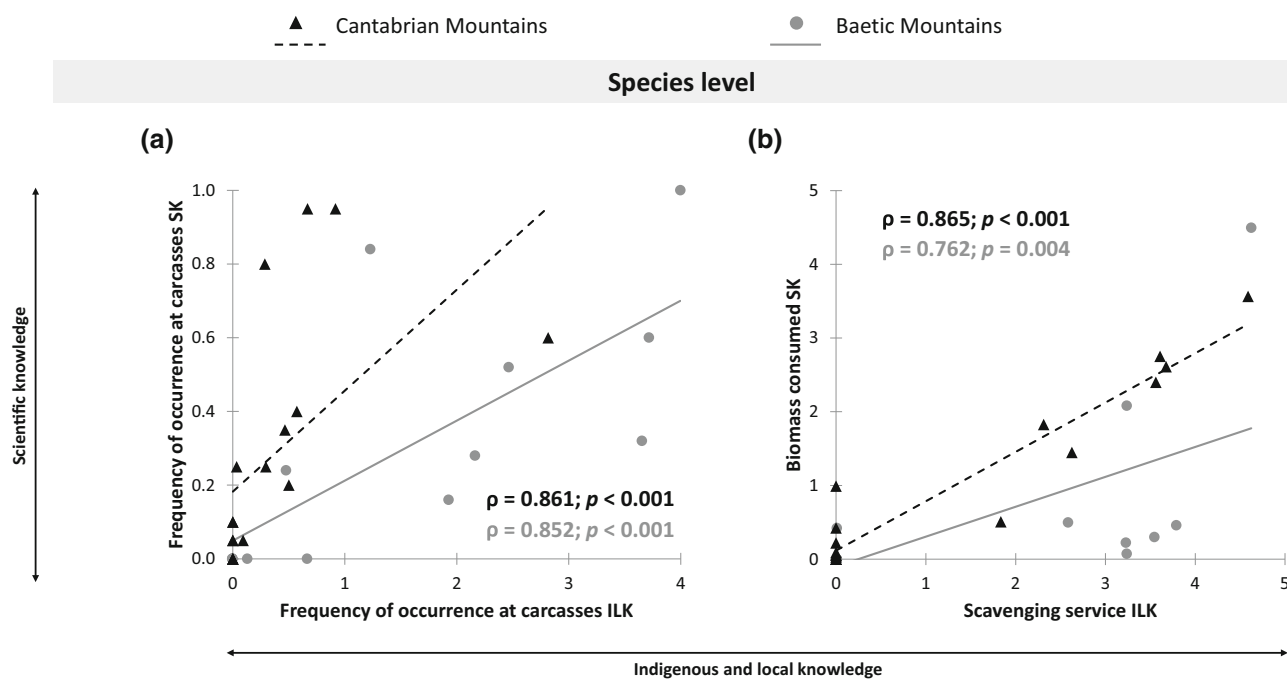 Cantabrian Mountains
Baetic Mountains
Species level
(a)
(b)
Scientific knowledge
Frequency of occurrence at carcasses SK
1.0
0.8
0.6
0.4
0.2
0.0
ρ = 0.861; p < 0.001
ρ = 0.852; p < 0.001
0 1 2 3 4
Frequency of occurrence at carcasses ILK
Biomass consumed SK
5
4
3
2
1
0
ρ = 0.865; p < 0.001
ρ = 0.762; p = 0.004
0 1 2 3 4 5
Scavenging service ILK
Indigenous and local knowledge